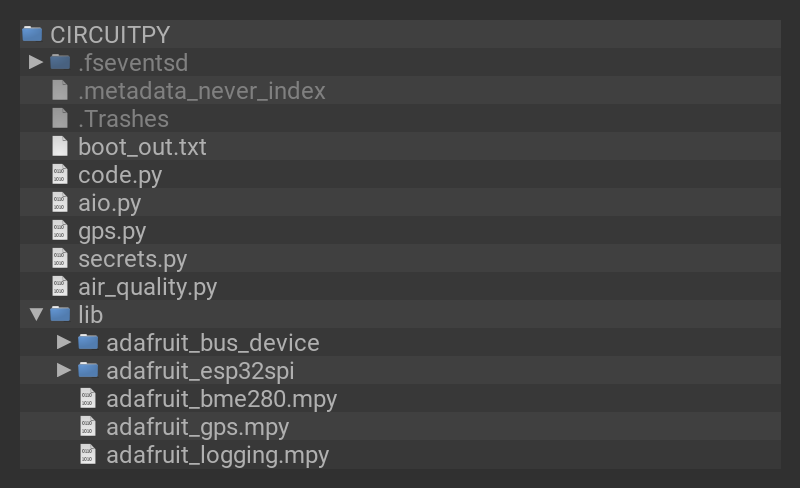 CIRCUITPY
.fseventsd
.metadata_never_index
.Trashes
boot_out.txt
code.py
aio.py
gps.py
secrets.py
air_quality.py
lib
adafruit_bus_device
adafruit_esp32spi
adafruit_bme280.mpy
adafruit_gps.mpy
adafruit_logging.mpy